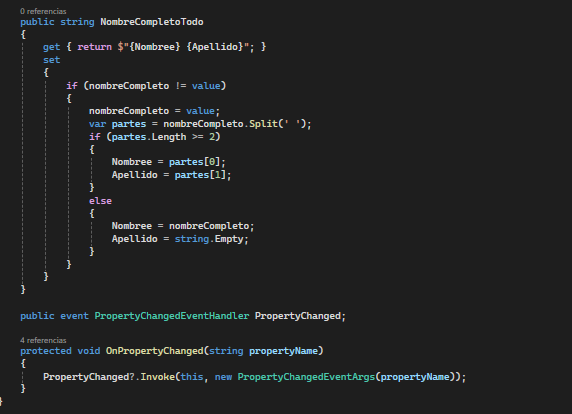 0 referencias
public string NombreCompletoTodo
{
get { return $"{Nombree} {Apellido}"; }
set
{
if (nombreCompleto != value)
{
nombreCompleto = value;
var partes = nombreCompleto.Split(' ');
if (partes.Length >= 2)
{
Nombree = partes[0];
Apellido = partes[1];
}
else
{
Nombree = nombreCompleto;
Apellido = string.Empty;
}
}
}
}
public event PropertyChangedEventHandler PropertyChanged;
4 referencias
protected void OnPropertyChanged(string propertyName)
{
PropertyChanged?.Invoke(this, new PropertyChangedEventArgs(propertyName));
}
}